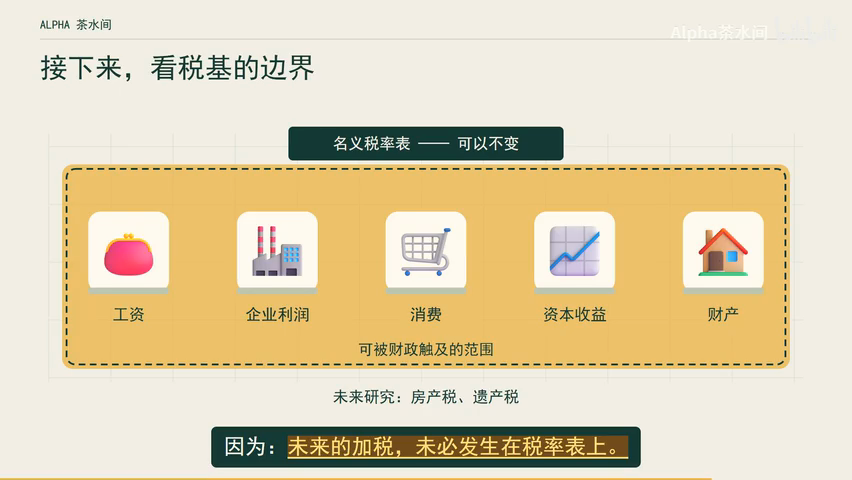 ALPHA 茶水间
Alpha茶水间
接下来，看税基的边界
名义税率表 —— 可以不变
工资
企业利润
消费
资本收益
财产
可被财政触及的范围
未来研究：房产税、遗产税
因为：未来的加税，未必发生在税率表上。